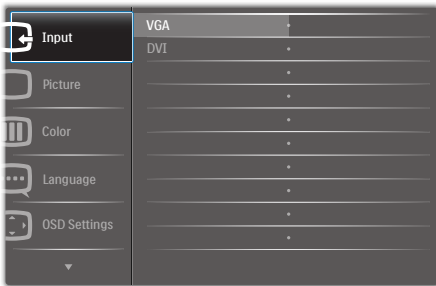 Input
Picture
Color
Language
OSD Settings
VGA
DVI